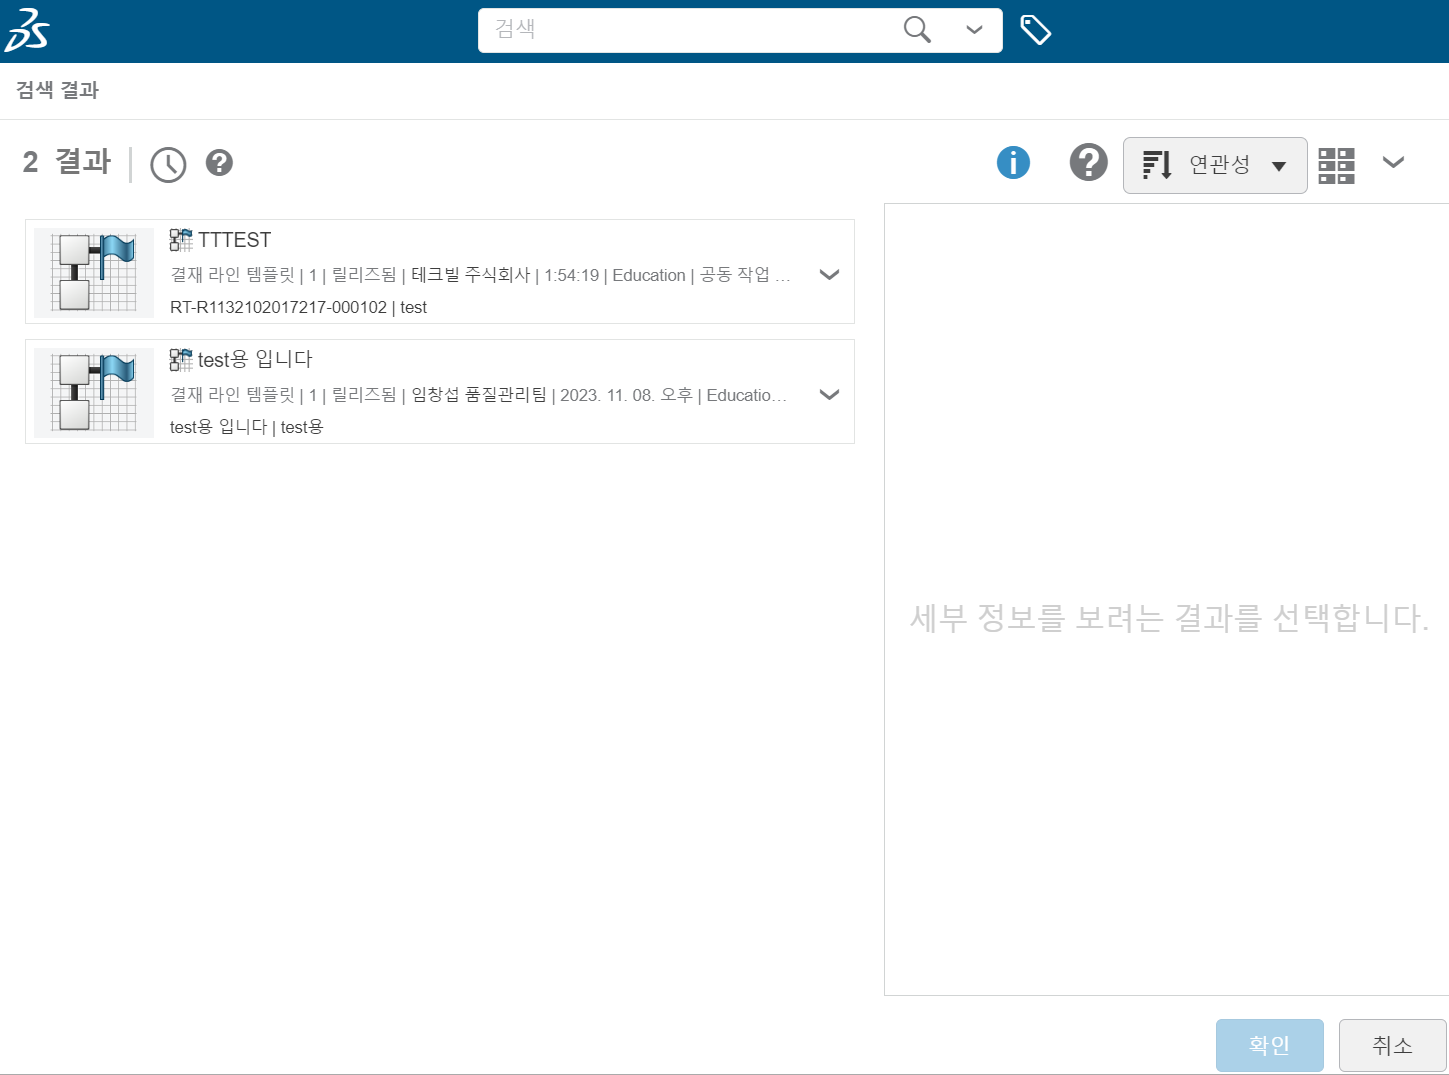 검색
검색 결과
2 결과
연관성
TTTEST
결재 라인 템플릿 | 1 | 릴리즈됨 | 테크빌 주식회사 | 1:54:19 | Education | 공동 작업 ...
RT-R1132102017217-000102 | test
test용 입니다
결재 라인 템플릿 | 1 | 릴리즈됨 | 임창섭 품질관리팀 | 2023. 11. 08. 오후 | Educatio...
test용 입니다 | test용
세부 정보를 보려는 결과를 선택합니다.
확인
취소